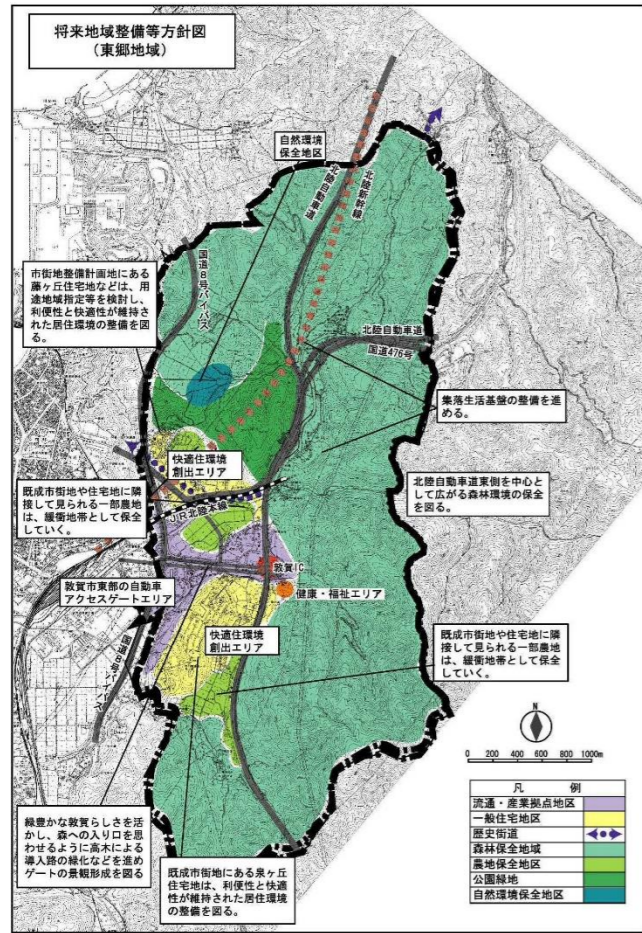 将来地域整備等方針図
(東郷地域)
自然環境
保全地区
北陸自動車道
北陸新幹線
国道8号バイパス
市街地整備計画地にある
藤ヶ丘住宅地などは、用
途地域指定等を検討し、
利便性と快適性が維持さ
れた居住環境の整備を図
る。
北陸自動車道
国道476号
集落生活基盤の整備を進
める。
快適住環境
創出エリア
北陸自動車道東側を中心と
して広がる森林環境の保全
を図る。
既成市街地や住宅地に隣
接して見られる一部農地
は、緩衝地帯として保全
していく。
JR北陸本線
敦賀IC
敦賀市東部の自動車
アクセスゲートエリア
健康・福祉エリア
快適住環境
創出エリア
国道8号バイパス
既成市街地や住宅地に隣
接して見られる一部農地
は、緩衝地帯として保全
していく。
N
0 200 400 600 800 1000m
緑豊かな敦賀らしさを活
かし、森への入り口を思
わせるように高木による
導入路の緑化などを進め
ゲートの景観形成を図る
既成市街地にある泉ヶ丘
住宅地は、利便性と快適
性が維持された居住環境
の整備を図る。
凡 例
流通・産業拠点地区
一般住宅地区
歴史街道
森林保全地域
農地保全地区
公園緑地
自然環境保全地区